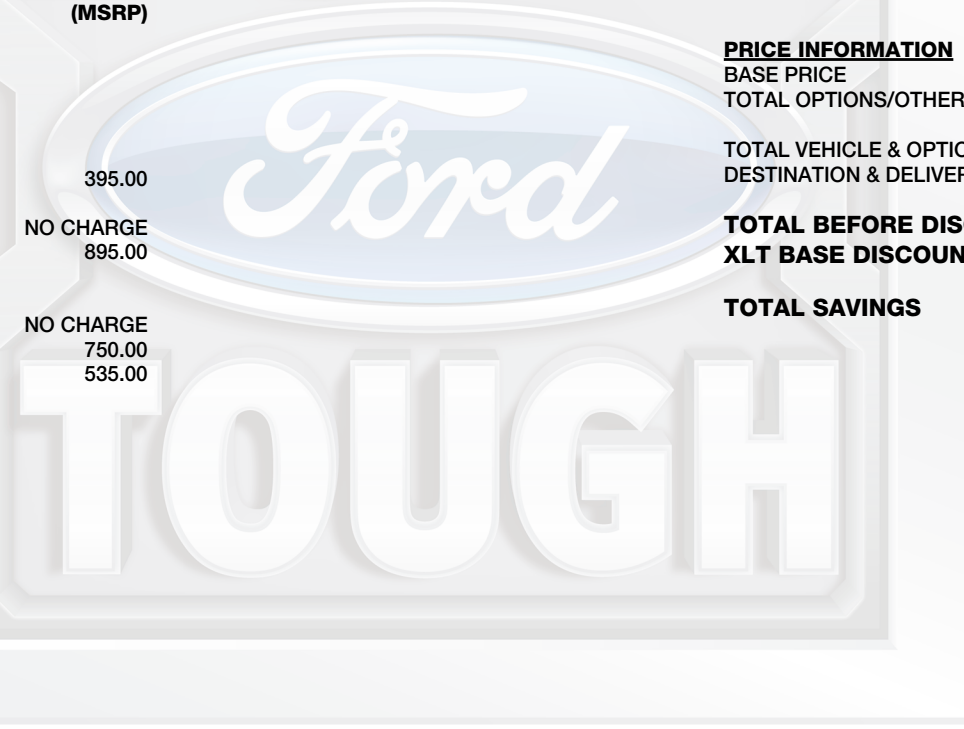 (MSRP)
395.00
NO CHARGE
895.00
NO CHARGE
750.00
535.00
PRICE INFORMATION
BASE PRICE
TOTAL OPTIONS/OTHER
TOTAL VEHICLE & OPTIO
DESTINATION & DELIVER
TOTAL BEFORE DIS
XLT BASE DISCOUN
TOTAL SAVINGS
Ford
TOUGH